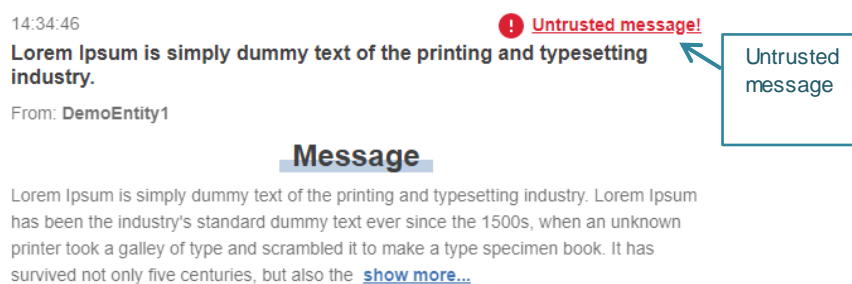 14:34:46
Untrusted message!
Lorem Ipsum is simply dummy text of the printing and typesetting
industry.
From: DemoEntity1
Message
Lorem Ipsum is simply dummy text of the printing and typesetting industry. Lorem Ipsum
has been the industry's standard dummy text ever since the 1500s, when an unknown
printer took a galley of type and scrambled it to make a type specimen book. It has
survived not only five centuries, but also the show more...
Untrusted
message